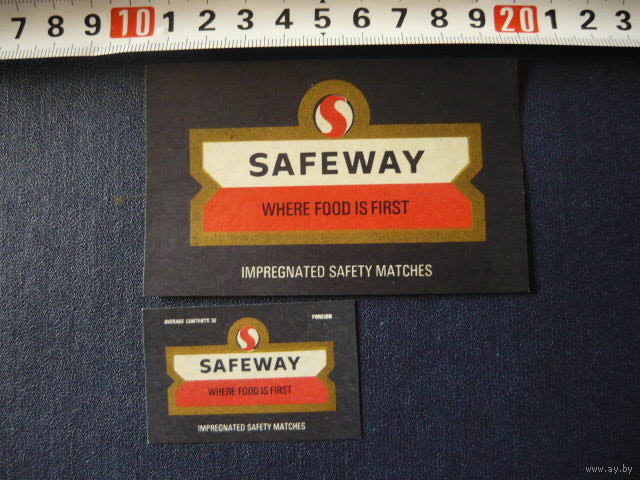 7 8 9 10 1 2 3 4 5 6 7 8 9 20 1 2 3
SAFEWAY
WHERE FOOD IS FIRST
IMPREGNATED SAFETY MATCHES
AVERAGE CONTENTS 50 FOREIGN
SAFEWAY
WHERE FOOD IS FIRST
IMPREGNATED SAFETY MATCHES
www.ay.by